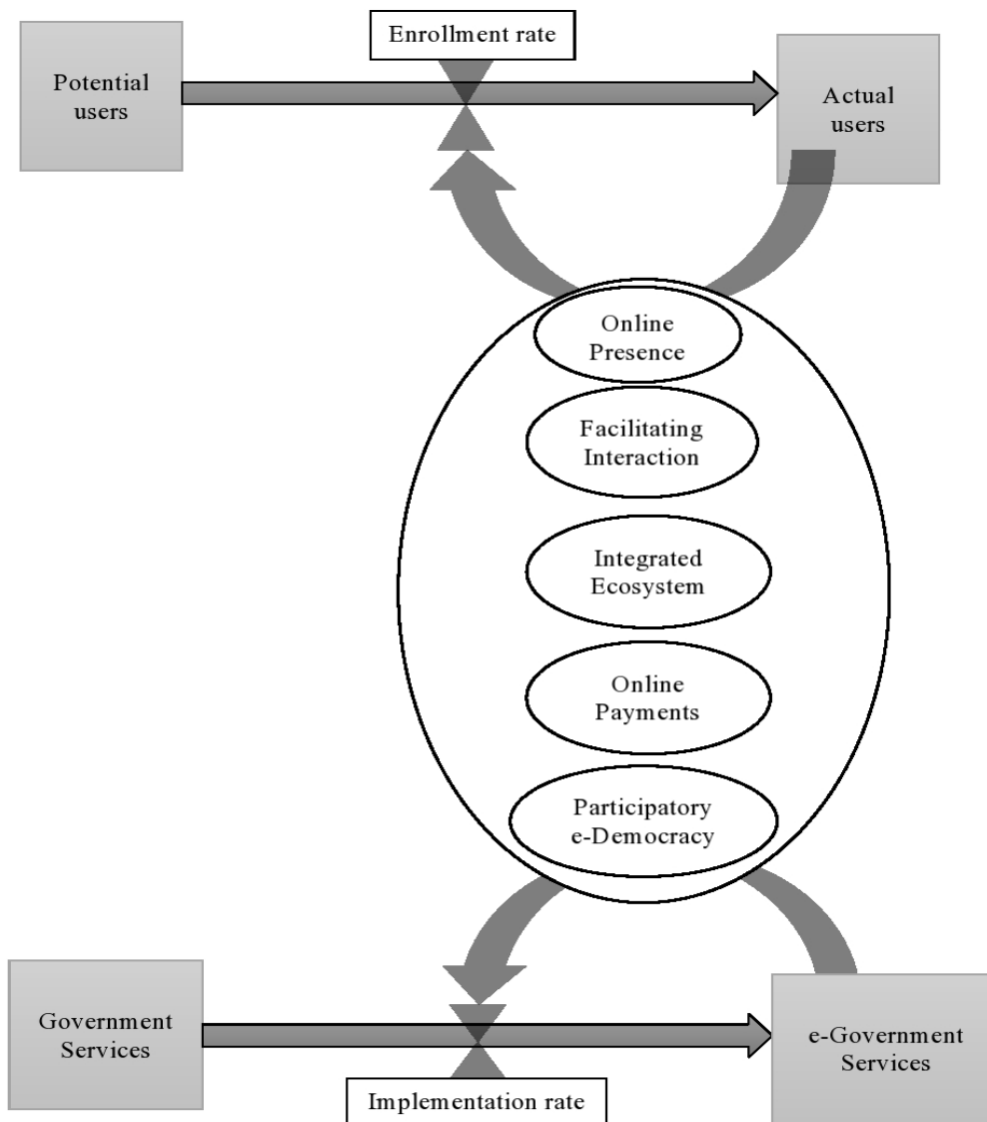 Enrollment rate
Potential
users
Actual
users
Online
Presence
Facilitating
Interaction
Integrated
Ecosystem
Online
Payments
Participatory
e-Democracy
Government
Services
e-Government
Services
Implementation rate